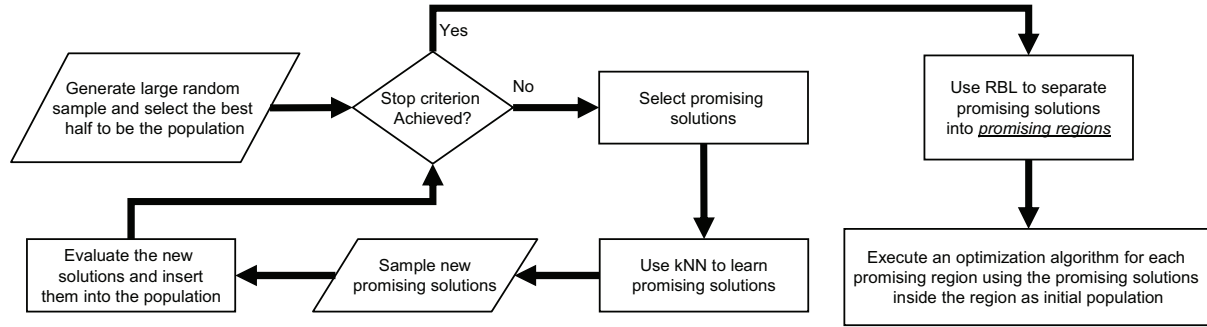 Yes
Generate large random
sample and select the best
half to be the population
Stop criterion
Achieved?
No
Select promising
solutions
Use RBL to separate
promising solutions
into promising regions
Evaluate the new
solutions and insert
them into the population
Sample new
promising solutions
Use kNN to learn
promising solutions
Execute an optimization algorithm for each
promising region using the promising solutions
inside the region as initial population